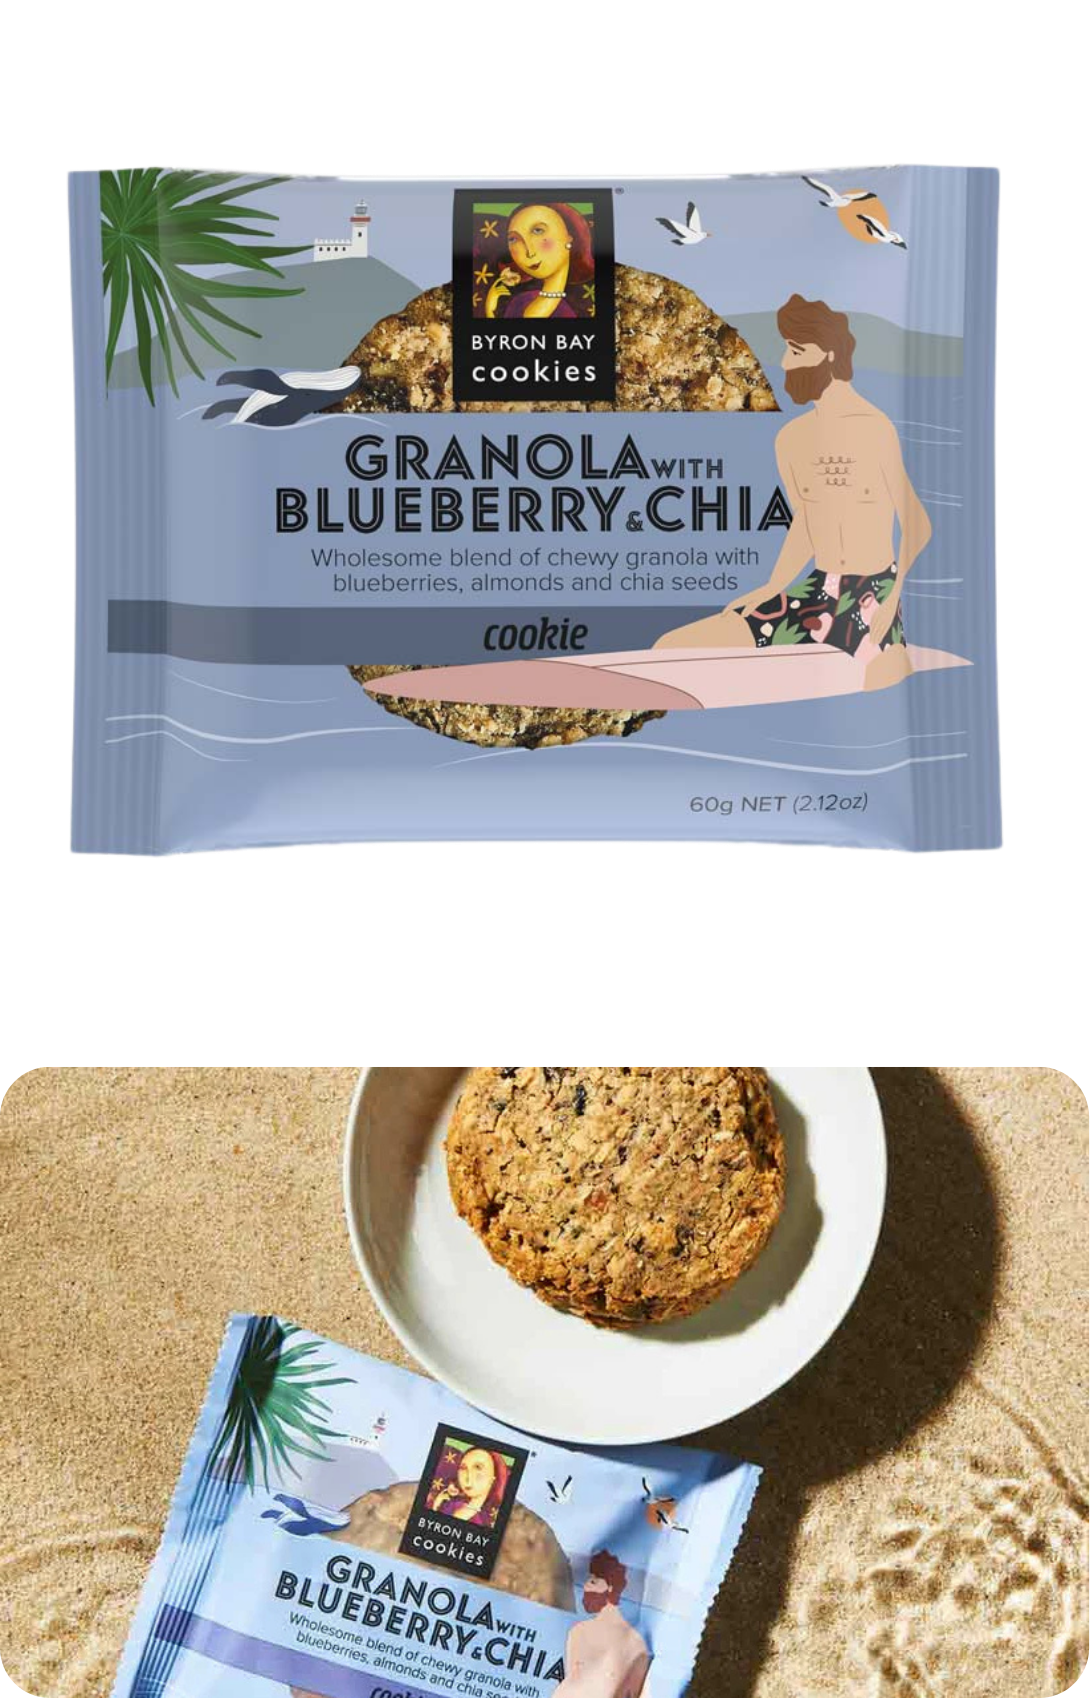 BYRON BAY
cookies
®
GRANOLA WITH
BLUEBERRY & CHIA
Wholesome blend of chewy granola with
blueberries, almonds and chia seeds
cookie
60g NET (2.12oz)
BYRON BAY
cookies
®
GRANOLA WITH
BLUEBERRY & CHIA
Wholesome blend of chewy granola with
blueberries, almonds and chia